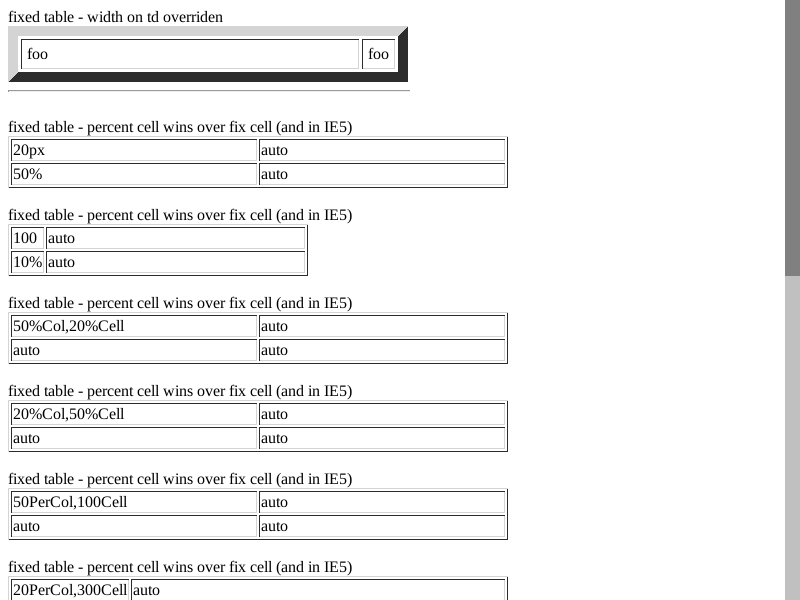 fixed table - width on td overriden
foo foo
fixed table - percent cell wins over fix cell (and in IE5)
20px auto
50% auto
fixed table - percent cell wins over fix cell (and in IE5)
100 auto
10% auto
fixed table - percent cell wins over fix cell (and in IE5)
50%Col,20%Cell auto
auto auto
fixed table - percent cell wins over fix cell (and in IE5)
20%Col,50%Cell auto
auto auto
fixed table - percent cell wins over fix cell (and in IE5)
50PerCol,100Cell auto
auto auto
fixed table - percent cell wins over fix cell (and in IE5)
20PerCol,300Cell auto